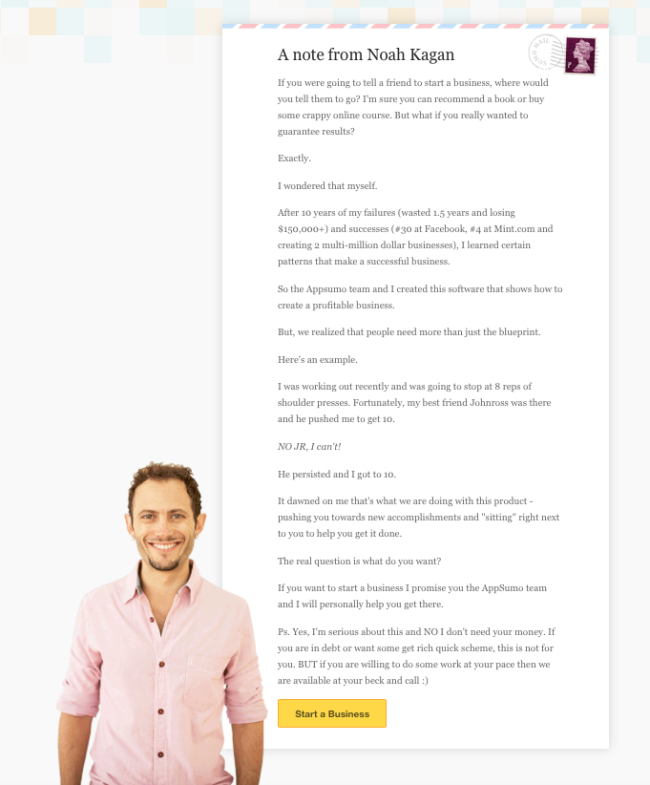 A note from Noah Kagan
If you were going to tell a friend to start a business, where would
you tell them to go? I'm sure you can recommend a book or buy
some crappy online course. But what if you really wanted to
guarantee results?
Exactly.
I wondered that myself.
After 10 years of my failures (wasted 1.5 years and losing
$150,000+) and successes (#30 at Facebook, #4 at Mint.com and
creating 2 multi-million dollar businesses), I learned certain
patterns that make a successful business.
So the Appsumo team and I created this software that shows how to
create a profitable business.
But, we realized that people need more than just the blueprint.
Here's an example.
I was working out recently and was going to stop at 8 reps of
shoulder presses. Fortunately, my best friend Johnross was there
and he pushed me to get 10.
NO JR, I can't!
He persisted and I got to 10.
It dawned on me that's what we are doing with this product -
pushing you towards new accomplishments and "sitting" right next
to you to help you get it done.
The real question is what do you want?
If you want to start a business I promise you the AppSumo team
and I will personally help you get there.
Ps. Yes, I'm serious about this and NO I don't need your money. If
you are in debt or want some get rich quick scheme, this is not for
you. BUT if you are willing to do some work at your pace then we
are available at your beck and call :)
Start a Business